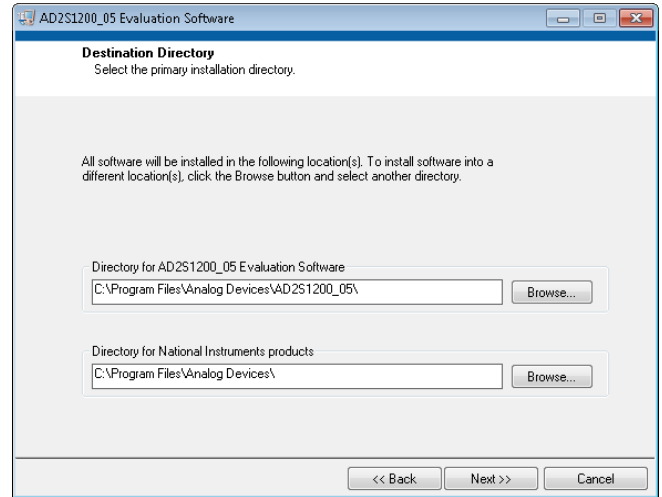 AD2S1200_05 Evaluation Software
Destination Directory
Select the primary installation directory.
All software will be installed in the following location(s). To install software into a
different location(s), click the Browse button and select another directory.
Directory for AD2S1200_05 Evaluation Software
C:\Program Files\Analog Devices\AD2S1200_05\
Browse...
Directory for National Instruments products
C:\Program Files\Analog Devices\
Browse...
<< Back
Next >>
Cancel